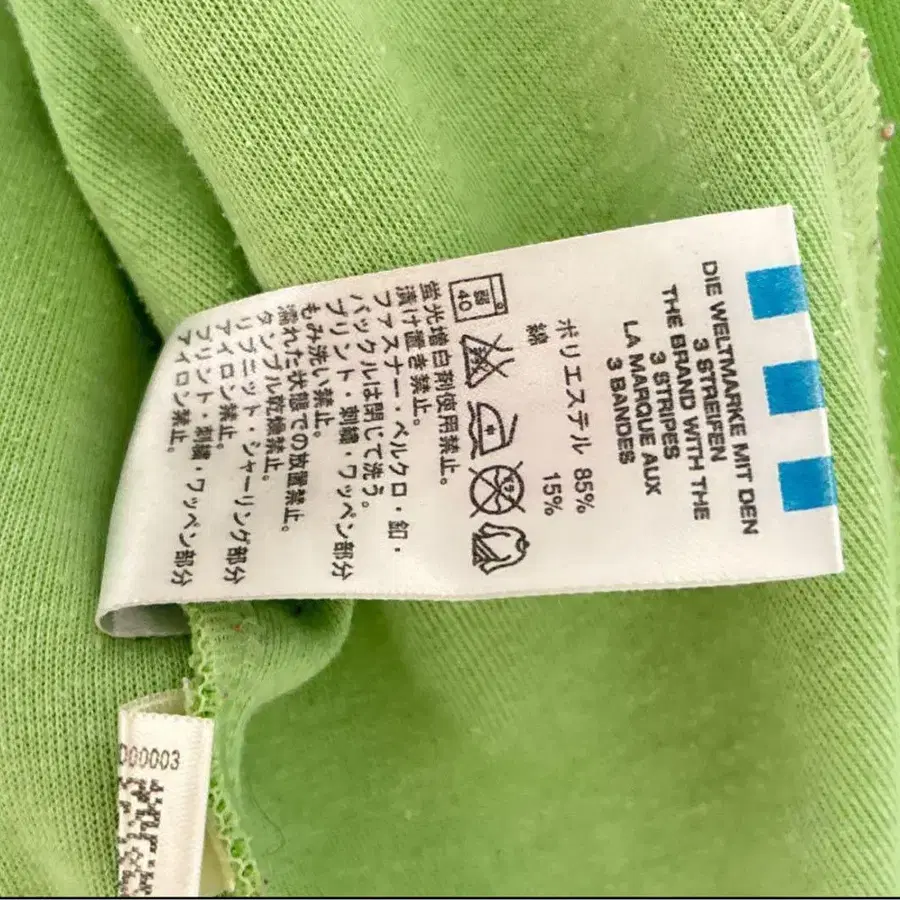 DIE WELTMARKE MIT DEN
3 STREIFEN
THE BRAND WITH THE
3 STRIPES
LA MARQUE AUX
3 BANDES
ポリエステル 85%
綿 15%
弱
40
蛍光増白剤使用禁止。
漬け置き禁止。
ファスナー・ベルクロ・釦・
バックルは閉じて洗う。
プリント・刺繍・ワッペン部分
もみ洗い禁止。
濡れた状態での放置禁止。
タンブル乾燥禁止。
リブニット・シャーリング部分
アイロン禁止。
プリント・刺繍・ワッペン部分
アイロン禁止。
000003